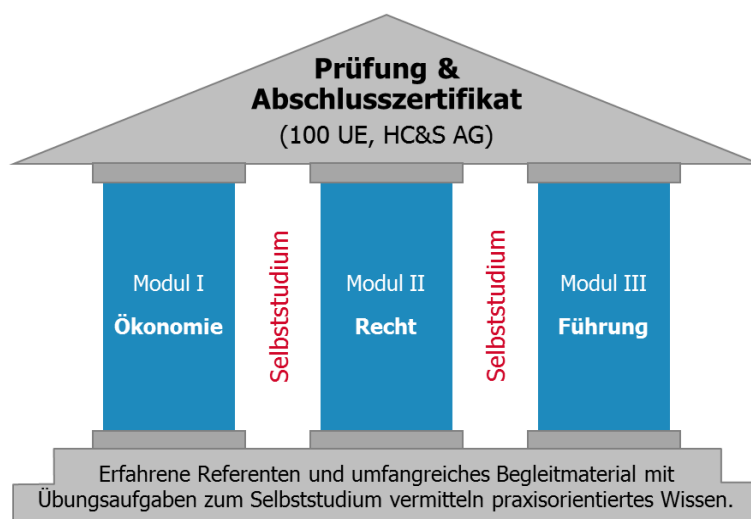 Prüfung &
Abschlusszertifikat
(100 UE, HC&S AG)
Modul I
Ökonomie
Selbststudium
Modul II
Recht
Selbststudium
Modul III
Führung
Erfahrene Referenten und umfangreiches Begleitmaterial mit
Übungsaufgaben zum Selbststudium vermitteln praxisorientiertes Wissen.